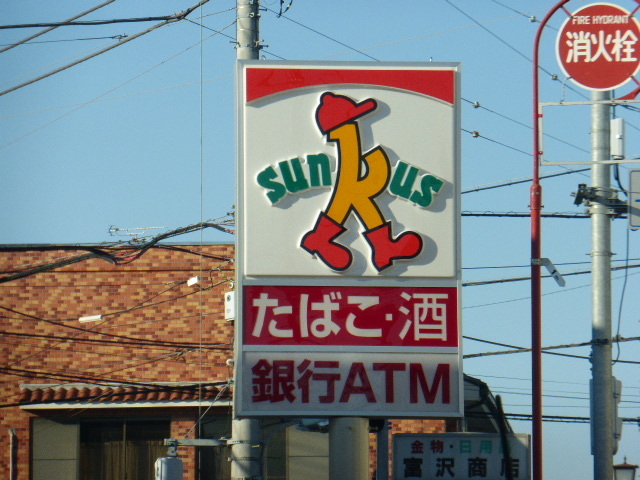 FIRE HYDRANT
消火栓
sunkus
たばこ・酒
銀行ATM
金物・日用
富沢商店